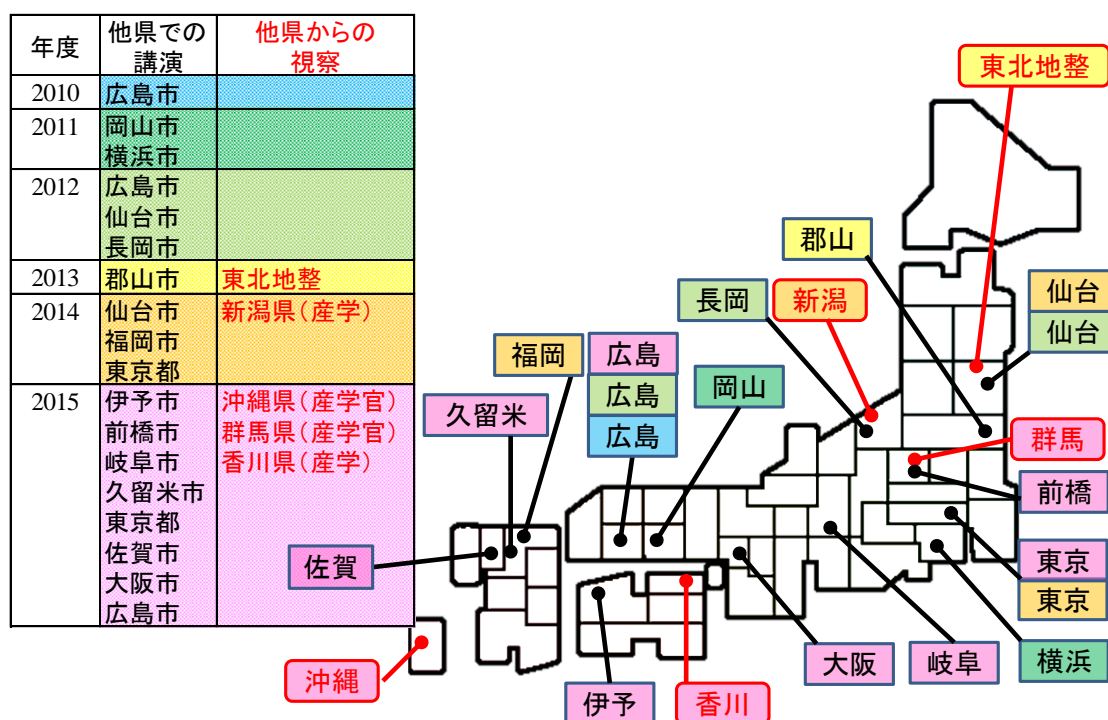 年度 他県での講演 他県からの視察
2010 広島市
2011 岡山市
横浜市
2012 広島市
仙台市
長岡市
2013 郡山市 東北地整
2014 仙台市 新潟県（産学）
福岡市
東京都
2015 伊予市 沖縄県（産学官）
前橋市 群馬県（産学官）
岐阜市 香川県（産学）
久留米市
東京都
佐賀市
大阪市
広島市
東北地整
郡山
長岡
新潟
仙台
仙台
福岡
広島
広島
広島
岡山
久留米
群馬
前橋
佐賀
東京
東京
沖縄
伊予
香川
大阪
岐阜
横浜